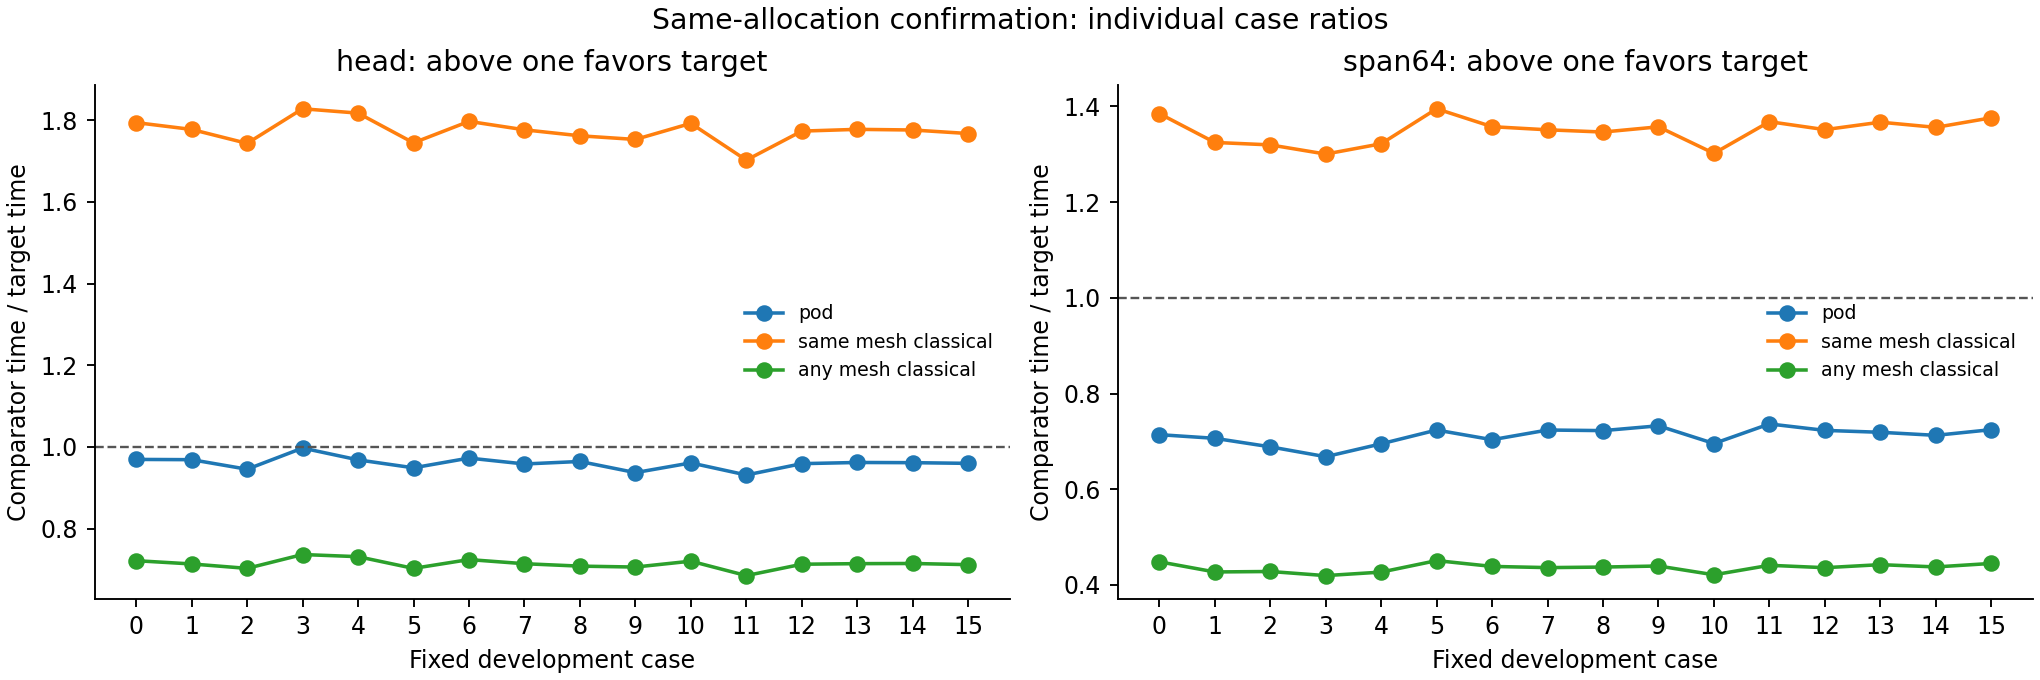 Same-allocation confirmation: individual case ratios
head: above one favors target
Comparator time / target time
1.8
1.6
1.4
1.2
1.0
0.8
pod
same mesh classical
any mesh classical
0 1 2 3 4 5 6 7 8 9 10 11 12 13 14 15
Fixed development case
span64: above one favors target
Comparator time / target time
1.4
1.2
1.0
0.8
0.6
0.4
pod
same mesh classical
any mesh classical
0 1 2 3 4 5 6 7 8 9 10 11 12 13 14 15
Fixed development case